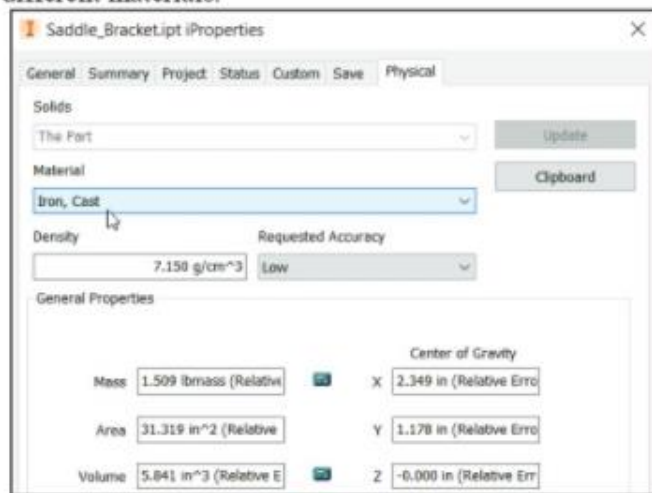 Saddle_Bracket.ipt iProperties
General Summary Project Status Custom Save Physical
Solids
The Part
Update
Material
Clipboard
Iron, Cast
Density
Requested Accuracy
7.150 g/cm^3
Low
General Properties
Center of Gravity
Mass 1.509 lbmass (Relative X 2.349 in (Relative Erro
Area 31.319 in^2 (Relative Y 1.178 in (Relative Erro
Volume 5.841 in^3 (Relative E Z -0.000 in (Relative Err